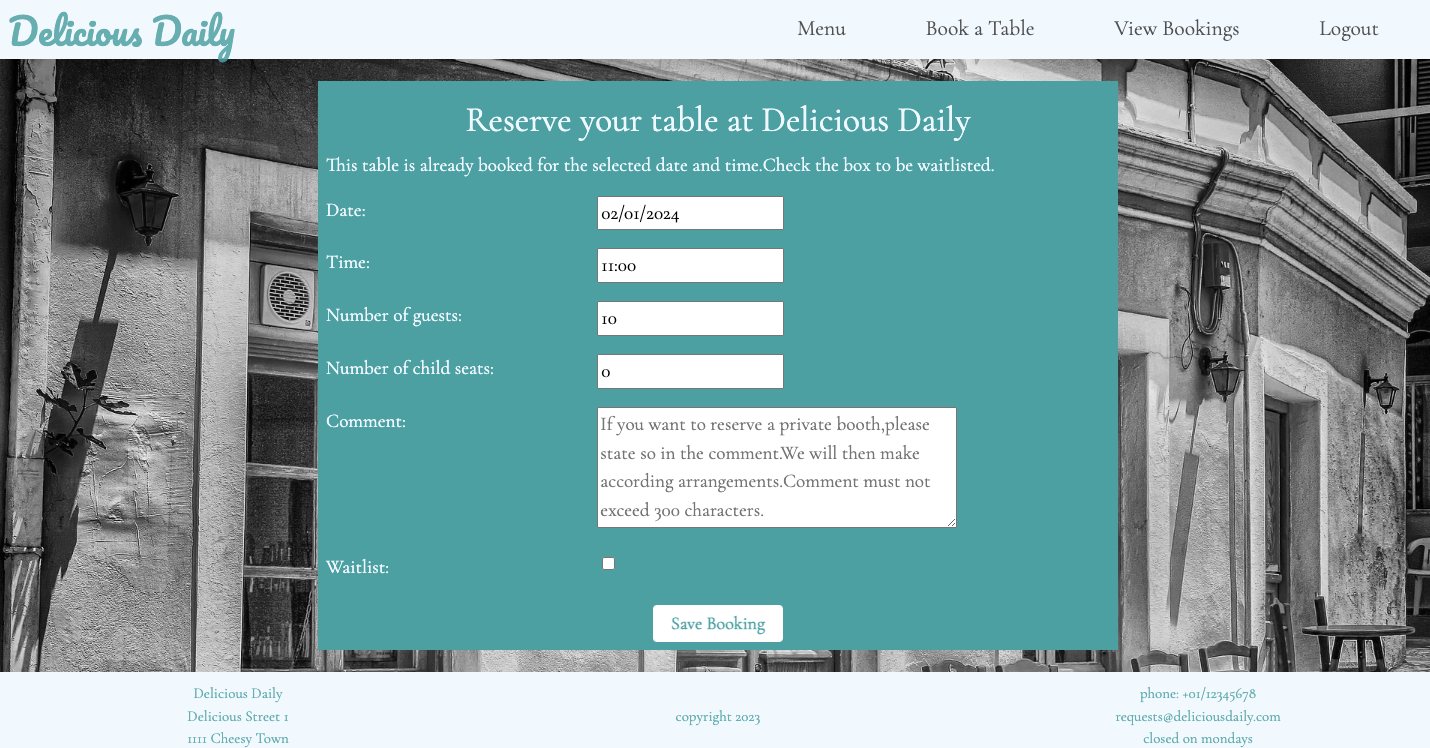 Delicious Daily
Menu
Book a Table
View Bookings
Logout
Reserve your table at Delicious Daily
This table is already booked for the selected date and time.Check the box to be waitlisted.
Date:
02/01/2024
Time:
11:00
Number of guests:
10
Number of child seats:
0
Comment:
If you want to reserve a private booth,please
state so in the comment.We will then make
according arrangements.Comment must not
exceed 300 characters.
Waitlist:
Save Booking
Delicious Daily
Delicious Street 1
1111 Cheesy Town
copyright 2023
phone: +01/12345678
requests@deliciousdaily.com
closed on mondays